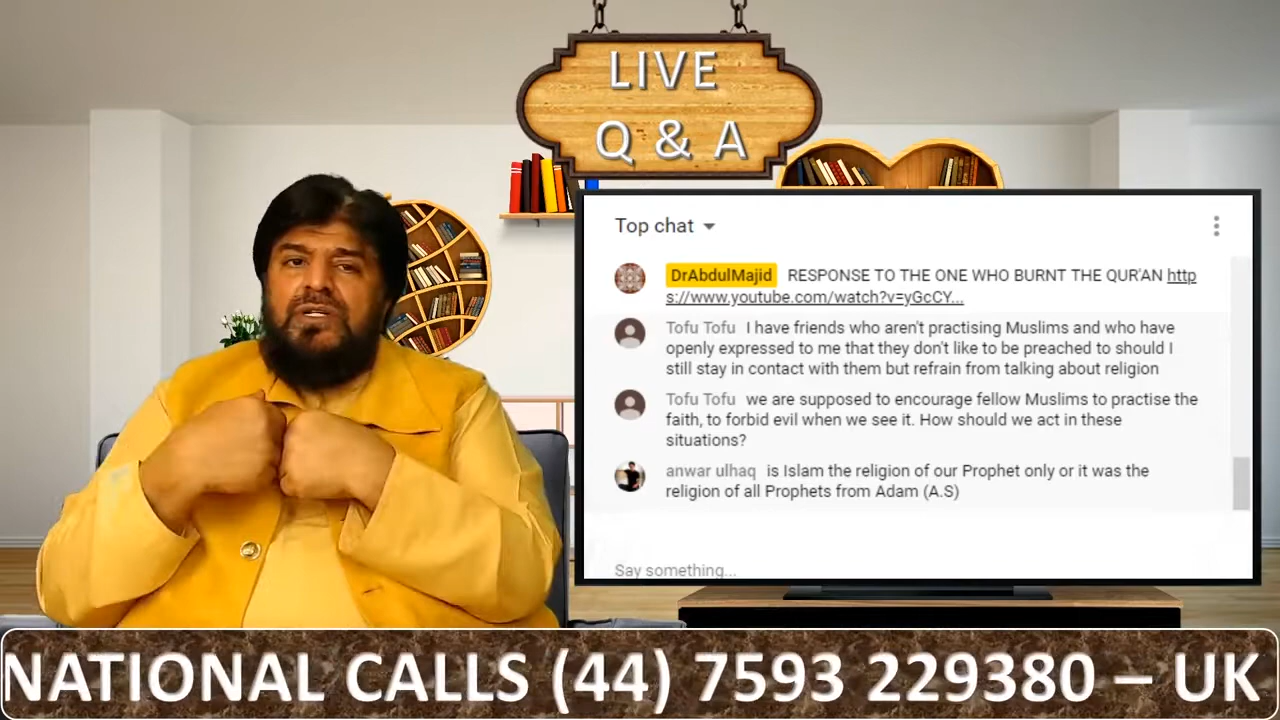 LIVE
Q & A
Top chat
DrAbdulMajid RESPONSE TO THE ONE WHO BURNT THE QUR'AN http
s://www.youtube.com/watch?v=yGcCY...
Tofu Tofu I have friends who aren't practising Muslims and who have
openly expressed to me that they don't like to be preached to should I
still stay in contact with them but refrain from talking about religion
Tofu Tofu we are supposed to encourage fellow Muslims to practise the
faith, to forbid evil when we see it. How should we act in these
situations?
anwar ulhaq is Islam the religion of our Prophet only or it was the
religion of all Prophets from Adam (A.S)
Say something...
NATIONAL CALLS (44) 7593 229380 – UK